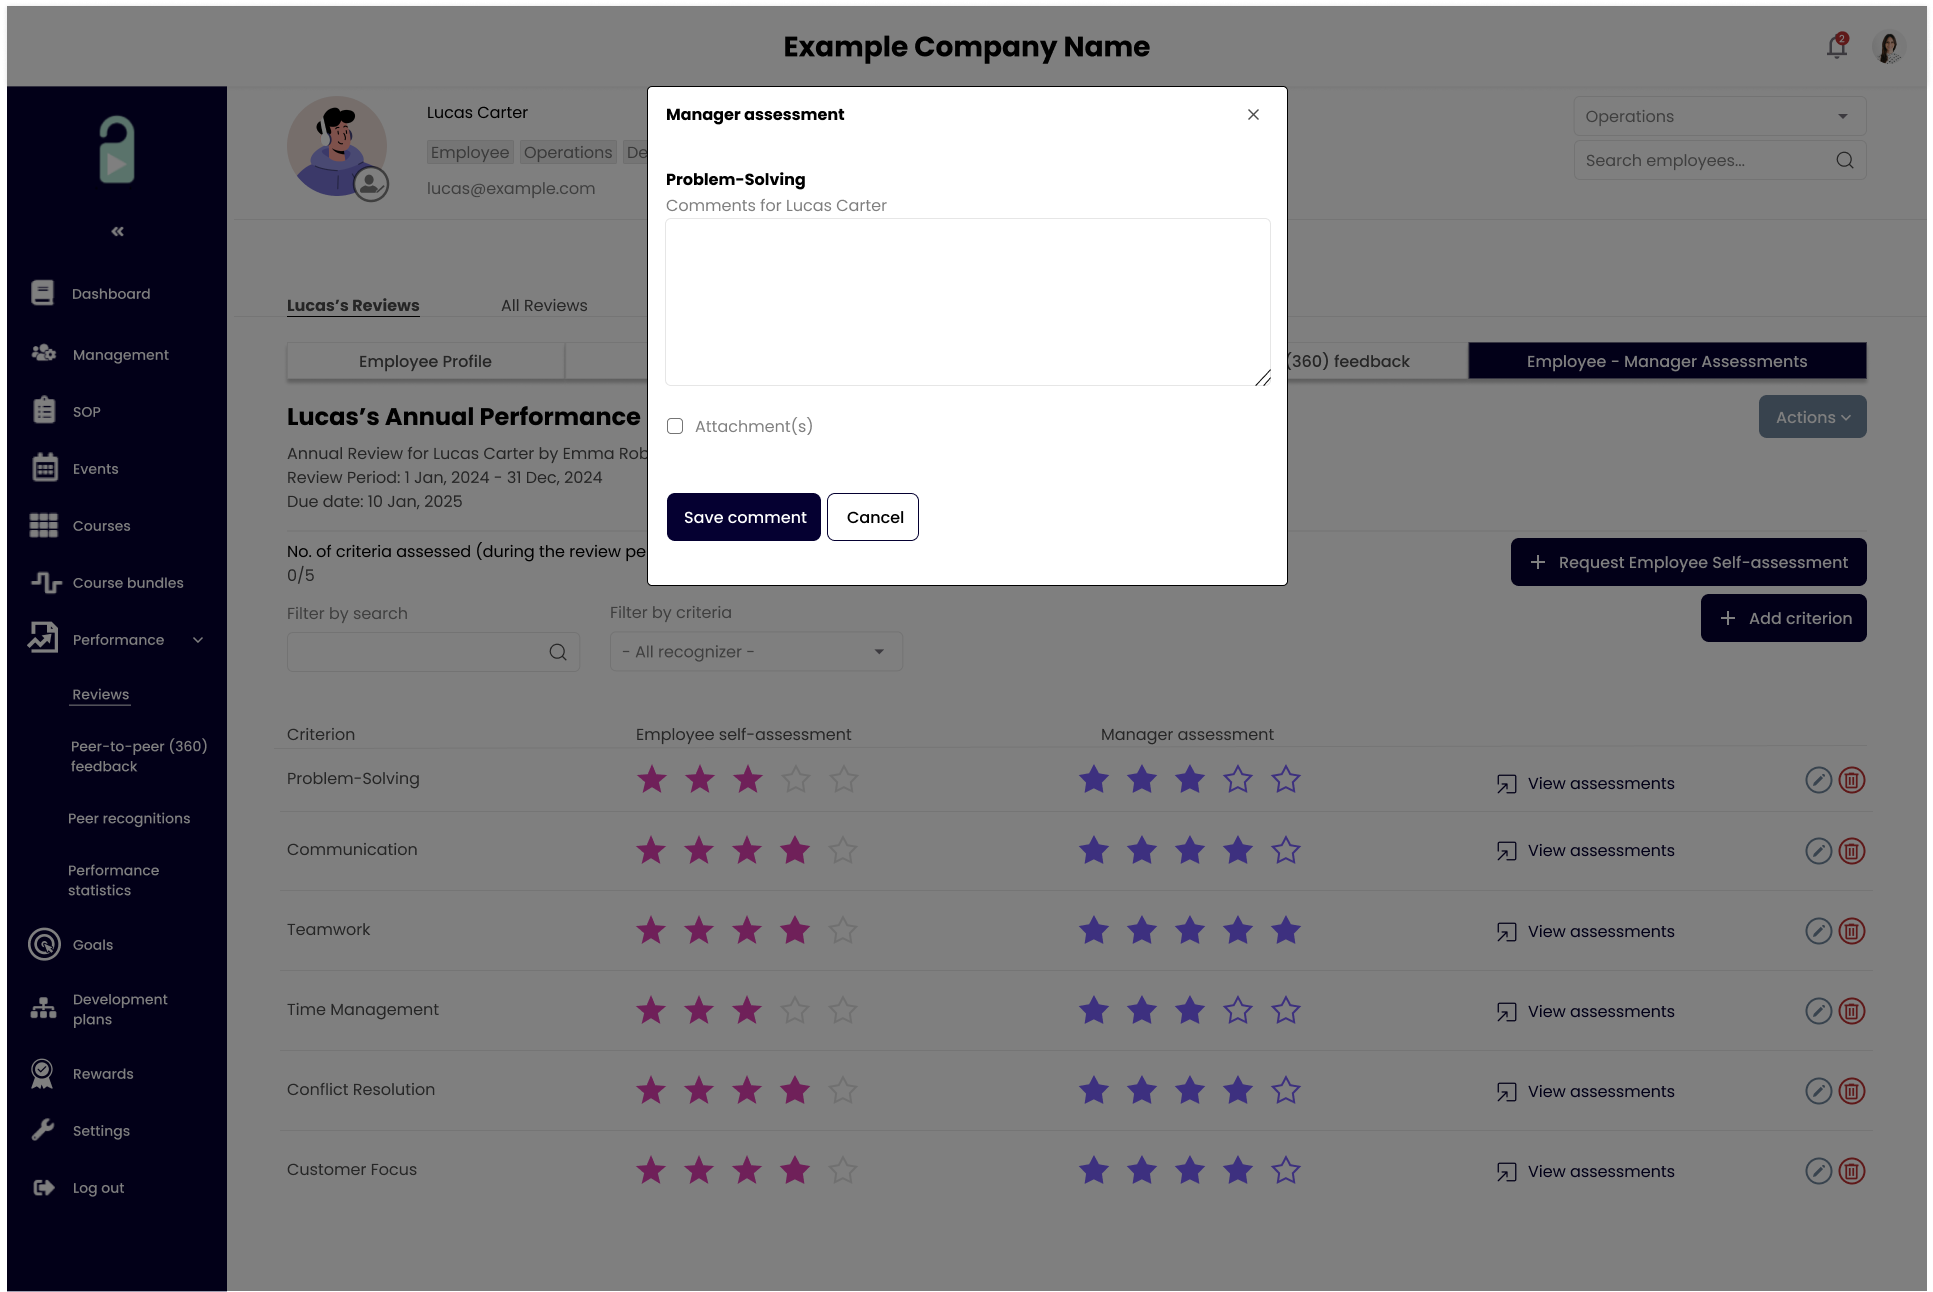 Example Company Name
2
Lucas Carter
Employee Operations De
lucas@example.com
Operations
Search employees...
Dashboard
Management
SOP
Events
Courses
Course bundles
Performance
Reviews
Peer-to-peer (360)
feedback
Peer recognitions
Performance
statistics
Goals
Development
plans
Rewards
Settings
Log out
Manager assessment
Problem-Solving
Comments for Lucas Carter
Attachment(s)
Save comment
Cancel
Lucas’s Reviews
All Reviews
Employee Profile
(360) feedback
Employee - Manager Assessments
Lucas’s Annual Performance
Actions
Annual Review for Lucas Carter by Emma Rob
Review Period: 1 Jan, 2024 - 31 Dec, 2024
Due date: 10 Jan, 2025
No. of criteria assessed (during the review pe
0/5
Request Employee Self-assessment
Add criterion
Filter by search
Filter by criteria
- All recognizer -
Criterion
Employee self-assessment
Manager assessment
Problem-Solving
View assessments
Communication
View assessments
Teamwork
View assessments
Time Management
View assessments
Conflict Resolution
View assessments
Customer Focus
View assessments